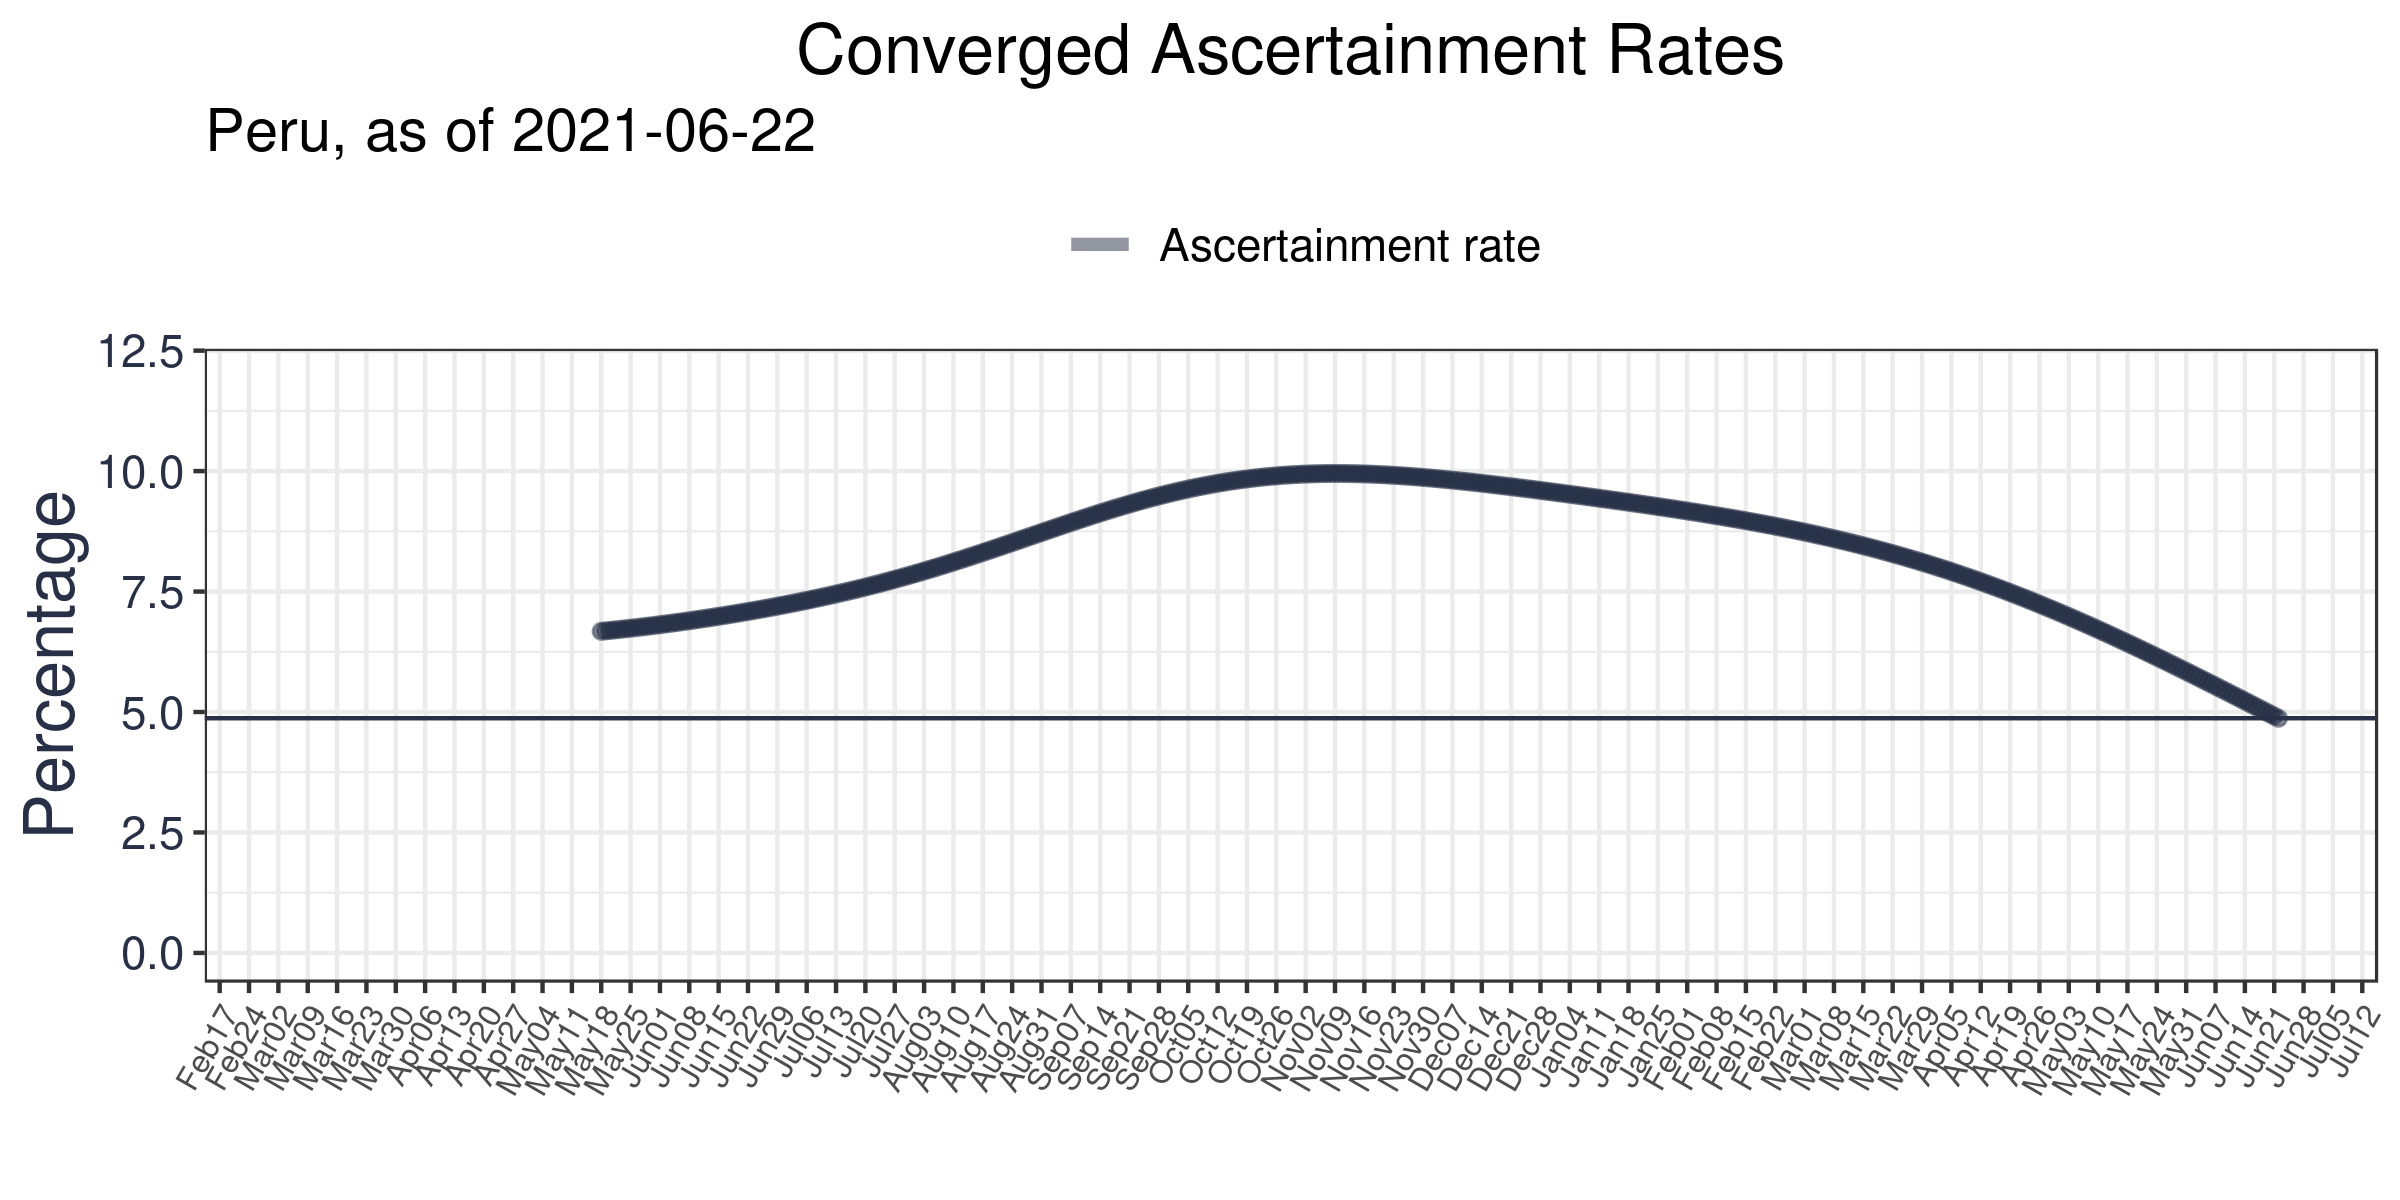 Converged Ascertainment Rates
Peru, as of 2021-06-22
Ascertainment rate
Percentage
12.5
10.0
7.5
5.0
2.5
0.0
Feb17
Feb24
Mar02
Mar09
Mar16
Mar23
Mar30
Apr06
Apr13
Apr20
Apr27
May04
May11
May18
May25
Jun01
Jun08
Jun15
Jun22
Jun29
Jul06
Jul13
Jul20
Jul27
Aug03
Aug10
Aug17
Aug24
Aug31
Sep07
Sep14
Sep21
Sep28
Oct05
Oct12
Oct19
Oct26
Nov02
Nov09
Nov16
Nov23
Nov30
Dec07
Dec14
Dec21
Dec28
Jan04
Jan11
Jan18
Jan25
Feb01
Feb08
Feb15
Feb22
Mar01
Mar08
Mar15
Mar22
Mar29
Apr05
Apr12
Apr19
Apr26
May03
May10
May17
May24
May31
May07
Jun14
Jun14
Jun21
Jun28
Jul05
Jul12